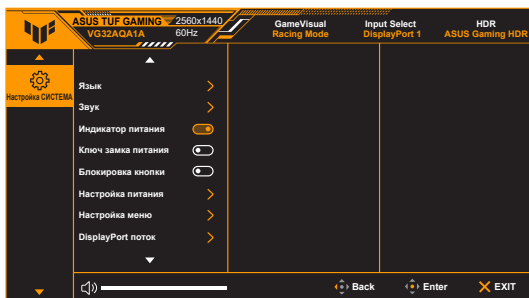 ASUS TUF GAMING 2560x1440
VG32AQA1A 60Hz
GameVisual
Racing Mode
Input Select
DisplayPort 1
HDR
ASUS Gaming HDR
Настройка СИСТЕМА
Язык
Звук
Индикатор питания
Ключ замка питания
Блокировка кнопки
Настройка питания
Настройка меню
DisplayPort поток
Back
Enter
EXIT